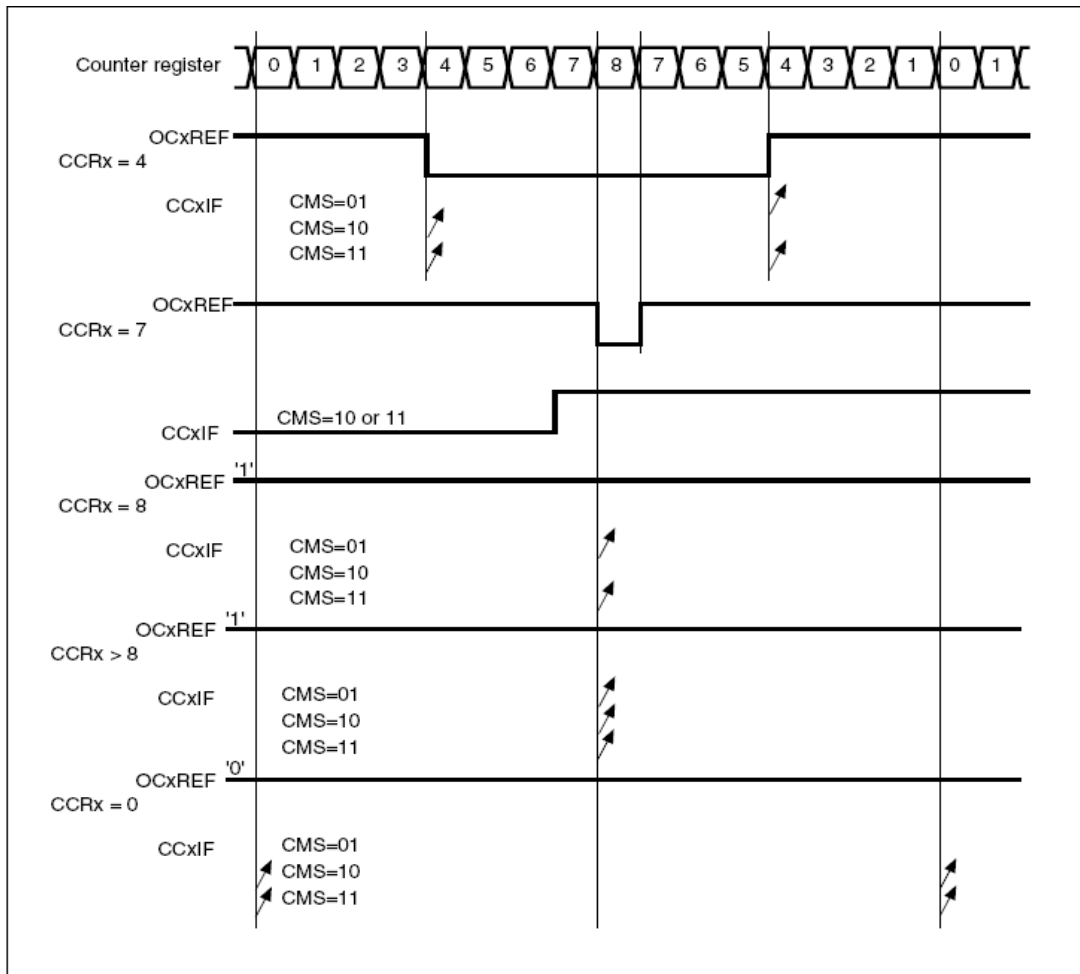 Counter register 0 1 2 3 4 5 6 7 8 7 6 5 4 3 2 1 0 1
OCxREF
CCRx = 4
CCxIF CMS=01
CMS=10
CMS=11
OCxREF
CCRx = 7
CMS=10 or 11
CCxIF
OCxREF '1'
CCRx = 8
CCxIF CMS=01
CMS=10
CMS=11
OCxREF '1'
CCRx > 8
CCxIF CMS=01
CMS=10
CMS=11
OCxREF '0'
CCRx = 0
CCxIF CMS=01
CMS=10
CMS=11